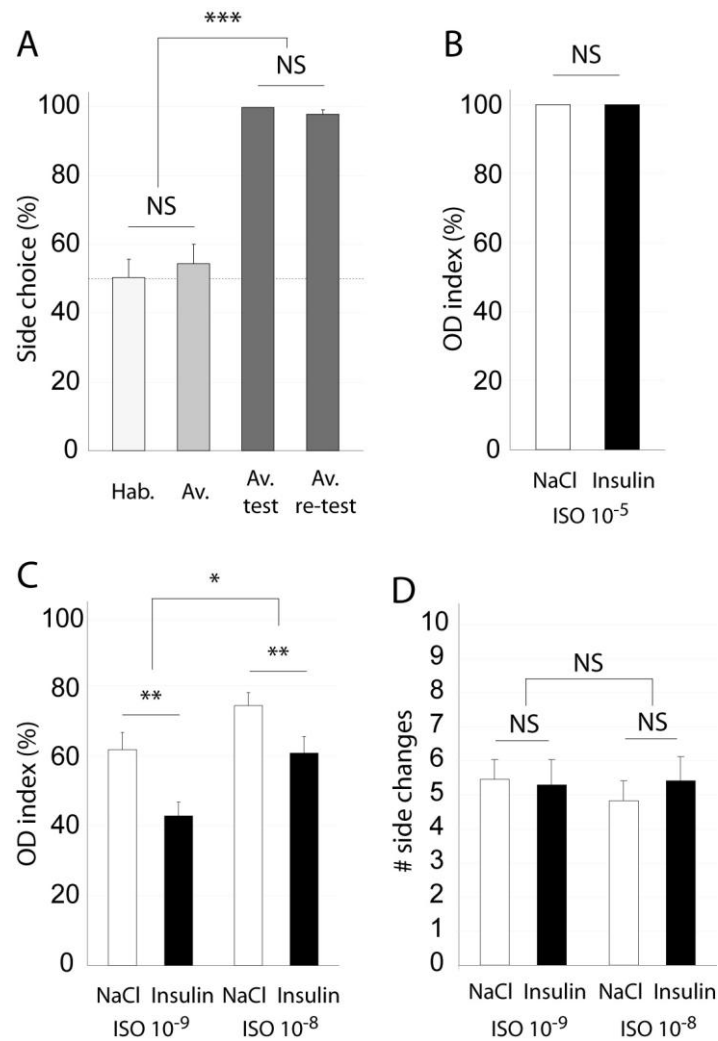 A
***
NS
NS
Side choice (%)
100
80
60
40
20
0
Hab.
Av.
Av.
test
Av.
re-test
B
NS
OD index (%)
100
80
60
40
20
0
NaCl Insulin
ISO 10⁻⁵
C
*
**
**
OD index (%)
100
80
60
40
20
0
NaCl Insulin NaCl Insulin
ISO 10⁻⁹ ISO 10⁻⁸
D
NS
NS
NS
# side changes
10
9
8
7
6
5
4
3
2
1
0
NaCl Insulin NaCl Insulin
ISO 10⁻⁹ ISO 10⁻⁸